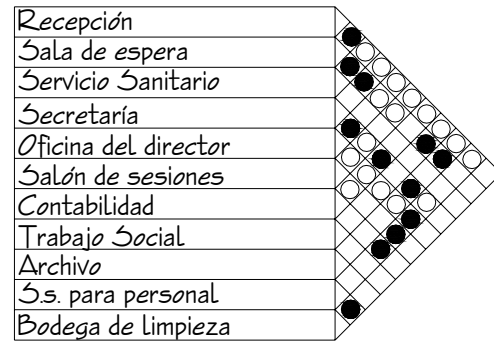 Recepción
Sala de espera
Servicio Sanitario
Secretaría
Oficina del director
Salón de sesiones
Contabilidad
Trabajo Social
Archivo
S.s. para personal
Bodega de limpieza